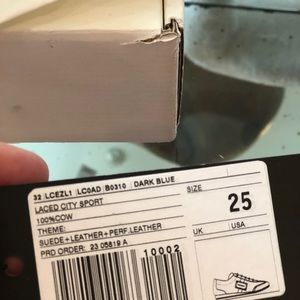 32 | LCEZL1 | LC0AD | B0310 | DARK BLUE
LACED CITY SPORT
100%COW
THEME:
SUEDE+LEATHER+PERF.LEATHER
PRD ORDER: 23 05819 A
10002
SIZE
25
UK
USA